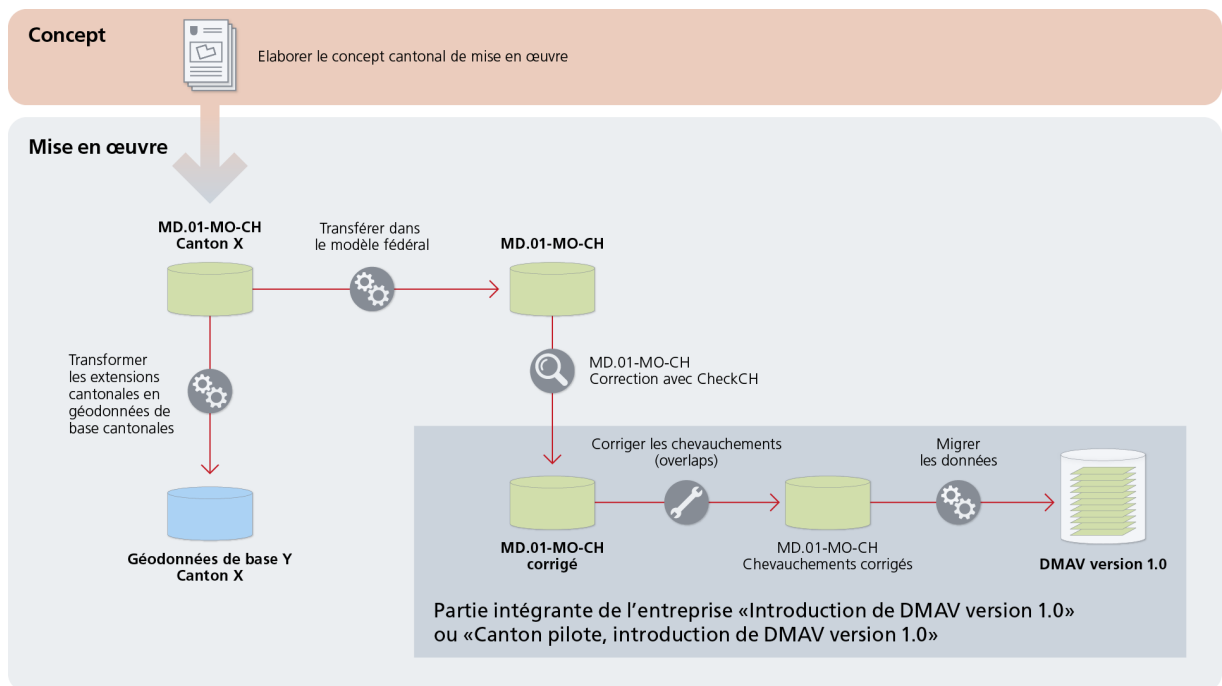 Concept
Elaborer le concept cantonal de mise en œuvre
Mise en œuvre
MD.01-MO-CH
Canton X
Transférer dans
le modèle fédéral
MD.01-MO-CH
Transformer
les extensions
cantonales en
géodonnées de
base cantonales
MD.01-MO-CH
Correction avec CheckCH
Géodonnées de base Y
Canton X
Corriger les chevauchements
(overlaps)
Migrer
les données
MD.01-MO-CH
corrigé
MD.01-MO-CH
Chevauchements corrigés
DMAV version 1.0
Partie intégrante de l’entreprise «Introduction de DMAV version 1.0»
ou «Canton pilote, introduction de DMAV version 1.0»